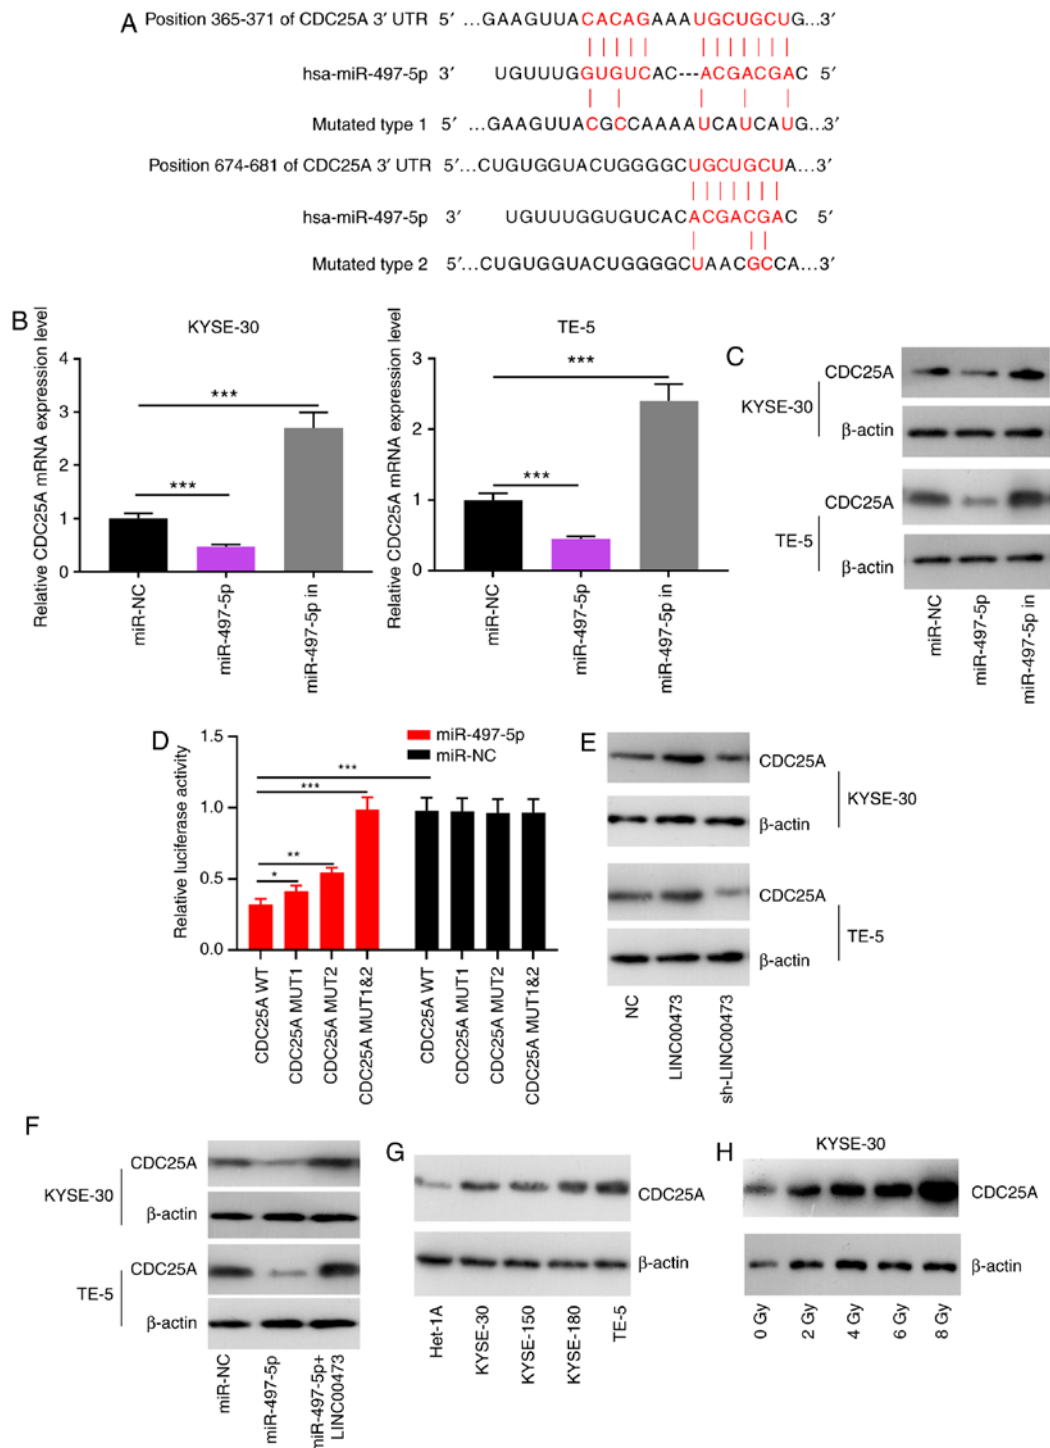 A
Position 365-371 of CDC25A 3′ UTR 5′ ...GAAGUUACACAGAAAUGCUGCUG...3′
hsa-miR-497-5p 3′ UGUUUGGUGUCAC---ACGACGAC 5′
Mutated type 1 5′ ...GAAGUUACGCCAAAAUCAUCAUG...3′
Position 674-681 of CDC25A 3′ UTR 5′...CUGUGGUACUGGGGCUGCUGCUA...3′
hsa-miR-497-5p 3′ UGUUUGGUGUCACACGACGAC 5′
Mutated type 2 5′...CUGUGGUACUGGGGCUAACGCCA...3′
B
KYSE-30
Relative CDC25A mRNA expression level
4
3
2
1
0
***
***
miR-NC
miR-497-5p
miR-497-5p in
TE-5
Relative CDC25A mRNA expression level
3
2
1
0
***
***
miR-NC
miR-497-5p
miR-497-5p in
C
KYSE-30
CDC25A
β-actin
TE-5
CDC25A
β-actin
miR-NC
miR-497-5p
miR-497-5p in
D
miR-497-5p
miR-NC
Relative luciferase activity
1.5
1.0
0.5
0.0
***
***
**
*
CDC25A WT
CDC25A MUT1
CDC25A MUT2
CDC25A MUT1&2
CDC25A WT
CDC25A MUT1
CDC25A MUT2
CDC25A MUT1&2
E
CDC25A
KYSE-30
β-actin
CDC25A
TE-5
β-actin
NC
LINC00473
sh-LINC00473
F
KYSE-30
CDC25A
β-actin
TE-5
CDC25A
β-actin
miR-NC
miR-497-5p
miR-497-5p+
LINC00473
G
CDC25A
β-actin
Het-1A
KYSE-30
KYSE-150
KYSE-180
TE-5
H
KYSE-30
CDC25A
β-actin
0 Gy
2 Gy
4 Gy
6 Gy
8 Gy